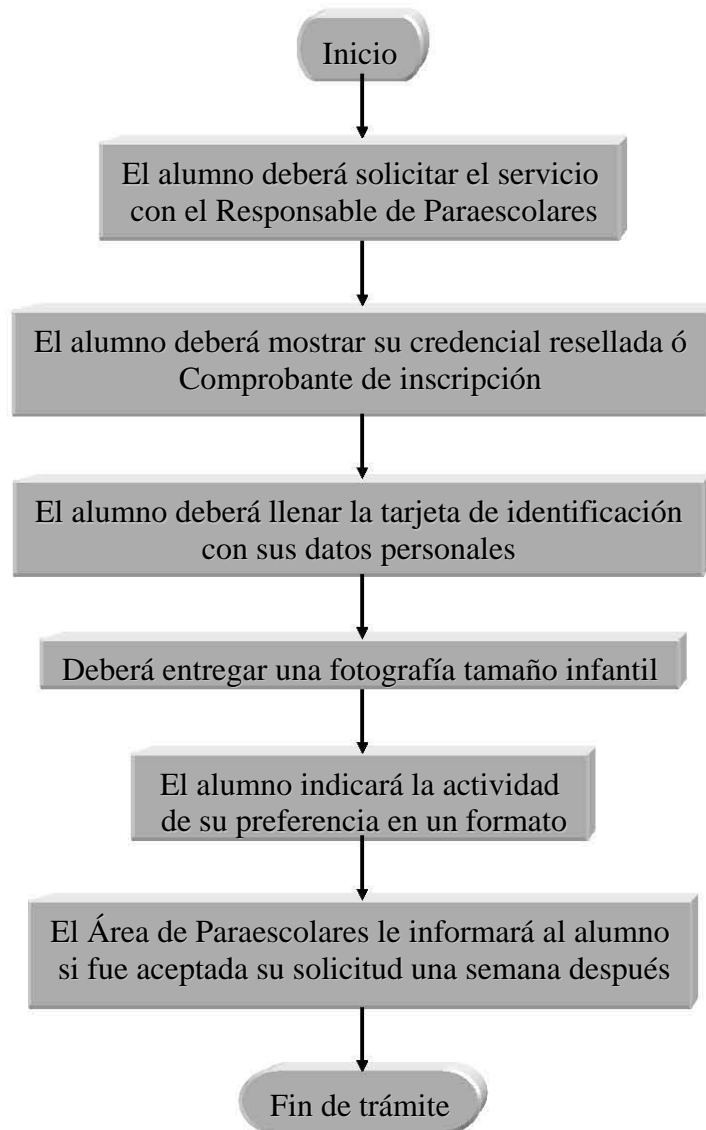 Inicio
El alumno deberá solicitar el servicio
con el Responsable de Paraescolares
El alumno deberá mostrar su credencial resellada ó
Comprobante de inscripción
El alumno deberá llenar la tarjeta de identificación
con sus datos personales
Deberá entregar una fotografía tamaño infantil
El alumno indicará la actividad
de su preferencia en un formato
El Área de Paraescolares le informará al alumno
si fue aceptada su solicitud una semana después
Fin de trámite